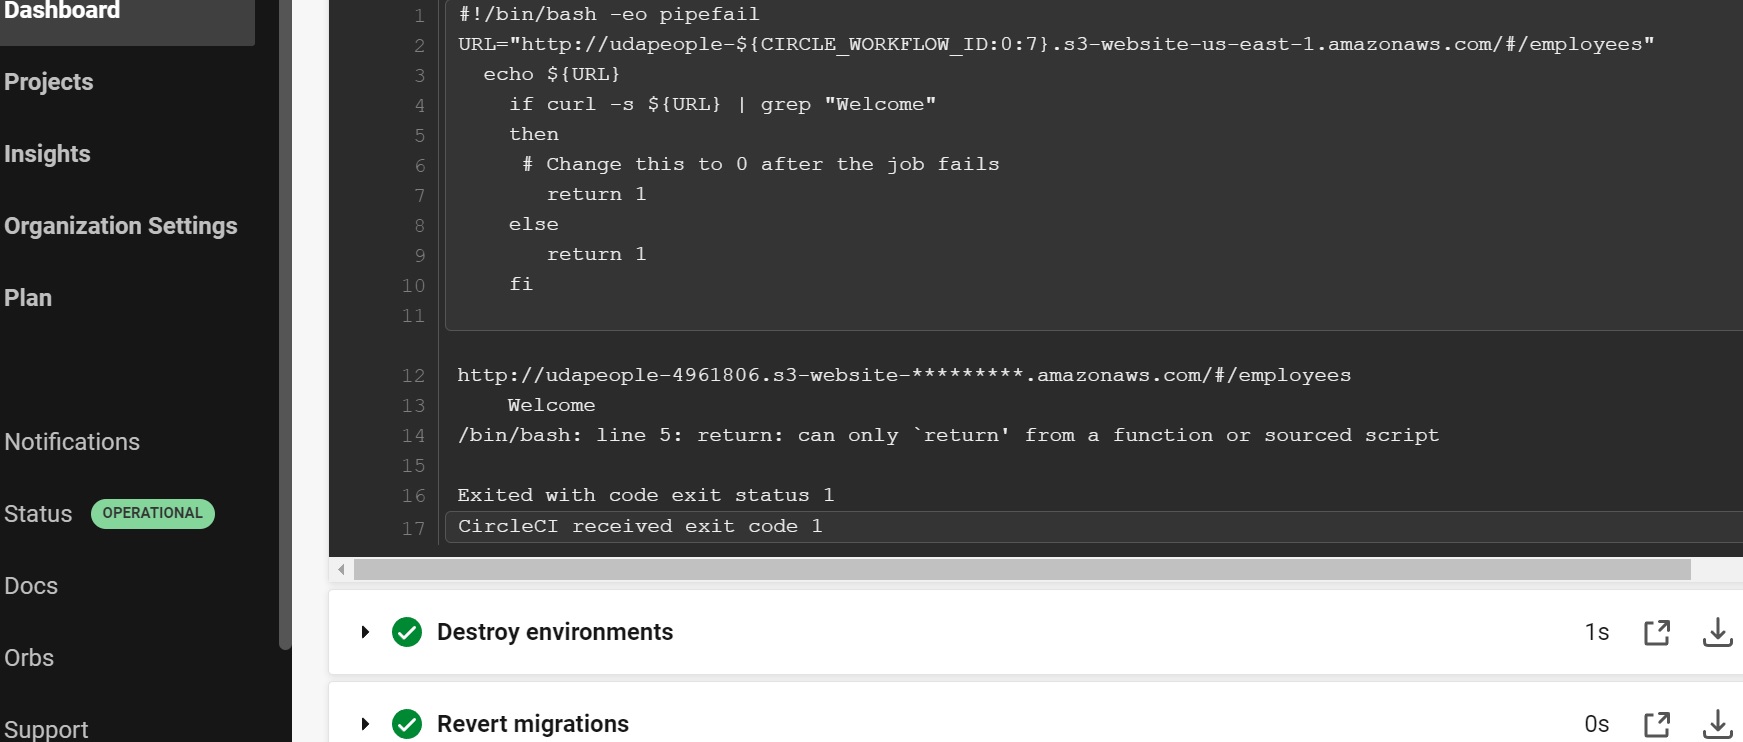 Dashboard
Projects
Insights
Organization Settings
Plan
Notifications
Status OPERATIONAL
Docs
Orbs
Support
1 #!/bin/bash -eo pipefail
2 URL="http://udapeople-${CIRCLE_WORKFLOW_ID:0:7}.s3-website-us-east-1.amazonaws.com/#/employees"
3 echo ${URL}
4 if curl -s ${URL} | grep "Welcome"
5 then
6 # Change this to 0 after the job fails
7 return 1
8 else
9 return 1
10 fi
11
12 http://udapeople-4961806.s3-website-*********.amazonaws.com/#/employees
13 Welcome
14 /bin/bash: line 5: return: can only `return' from a function or sourced script
15
16 Exited with code exit status 1
17 CircleCI received exit code 1
Destroy environments 1s
Revert migrations 0s